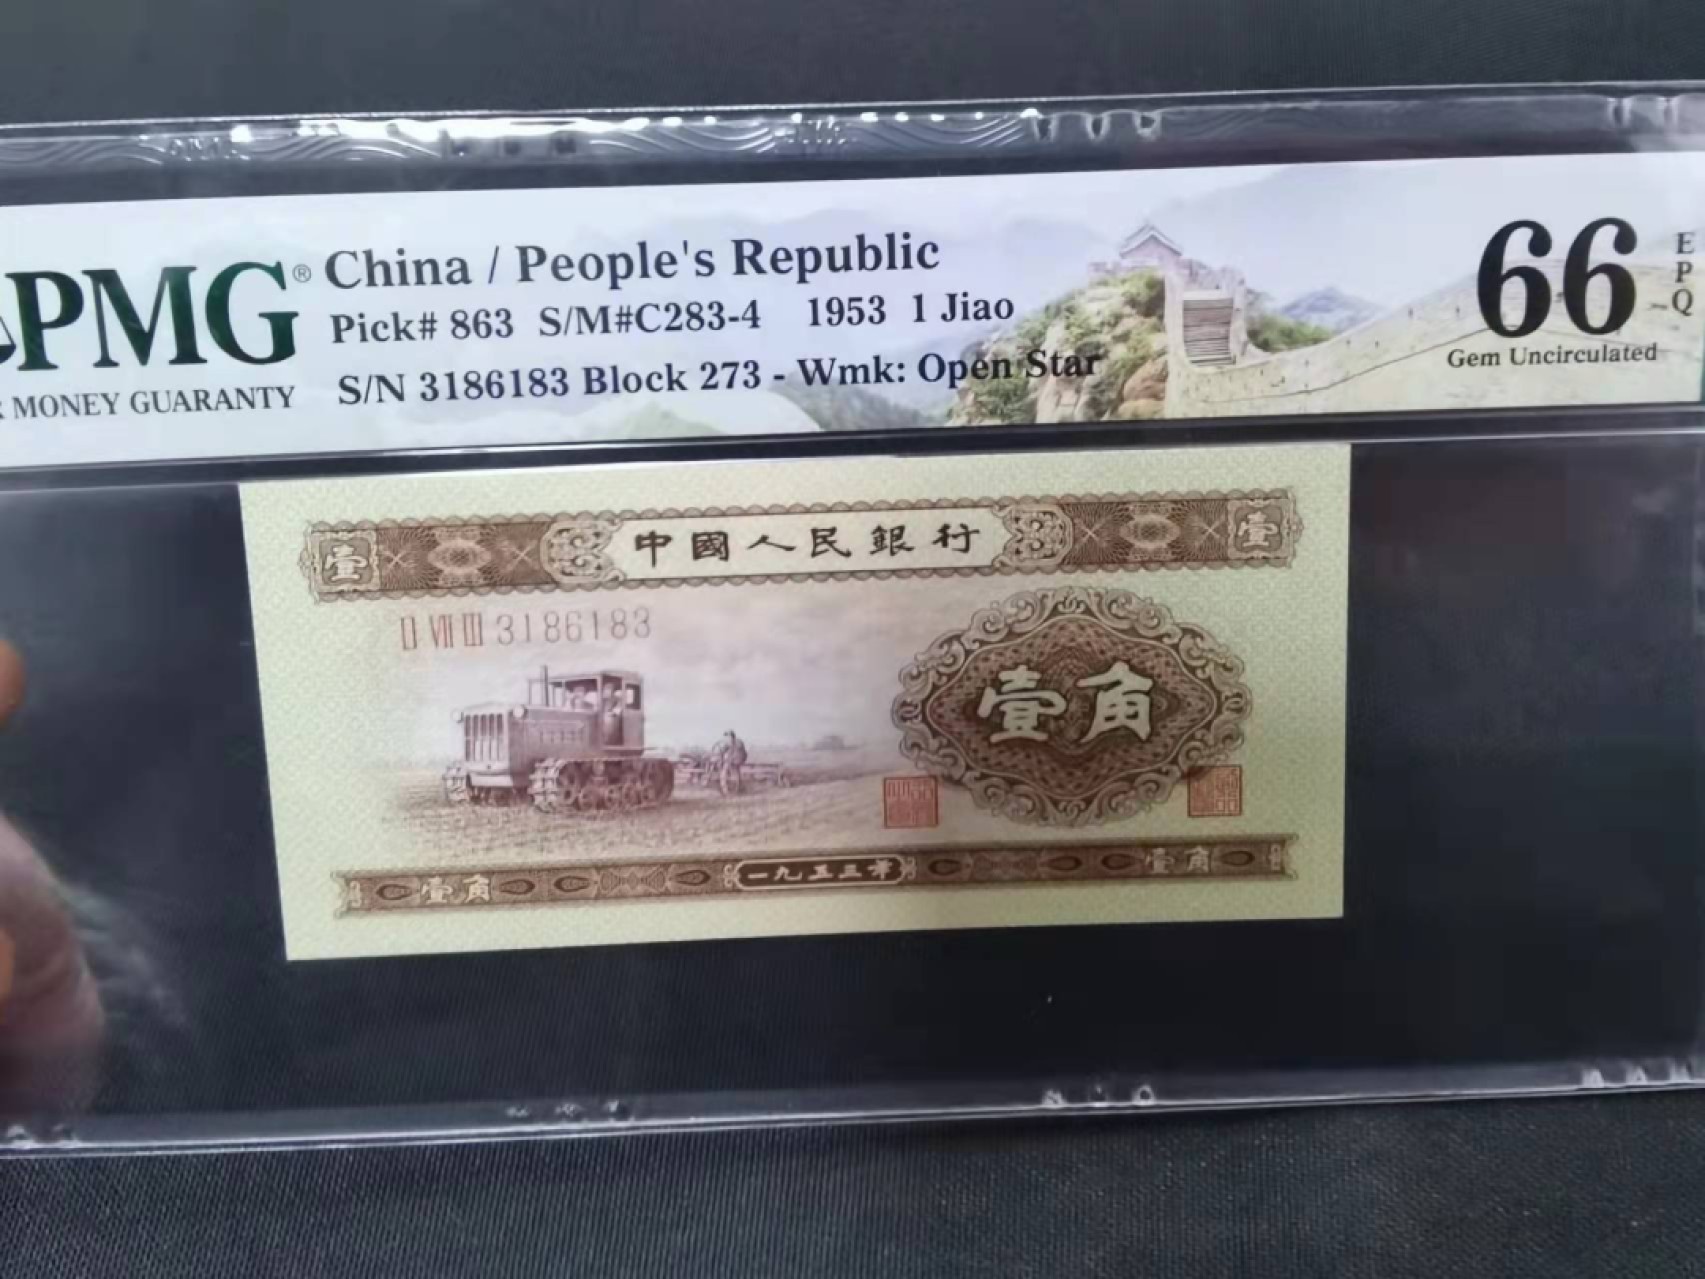 PMG® China / People's Republic
Pick# 863 S/M#C283-4 1953 1 Jiao
S/N 3186183 Block 273 - Wmk: Open Star
MONEY GUARANTY
66 EPQ
Gem Uncirculated
壹 中國人民銀行 壹
II VII III 3186183
壹角
壹角 一九五三年 壹角